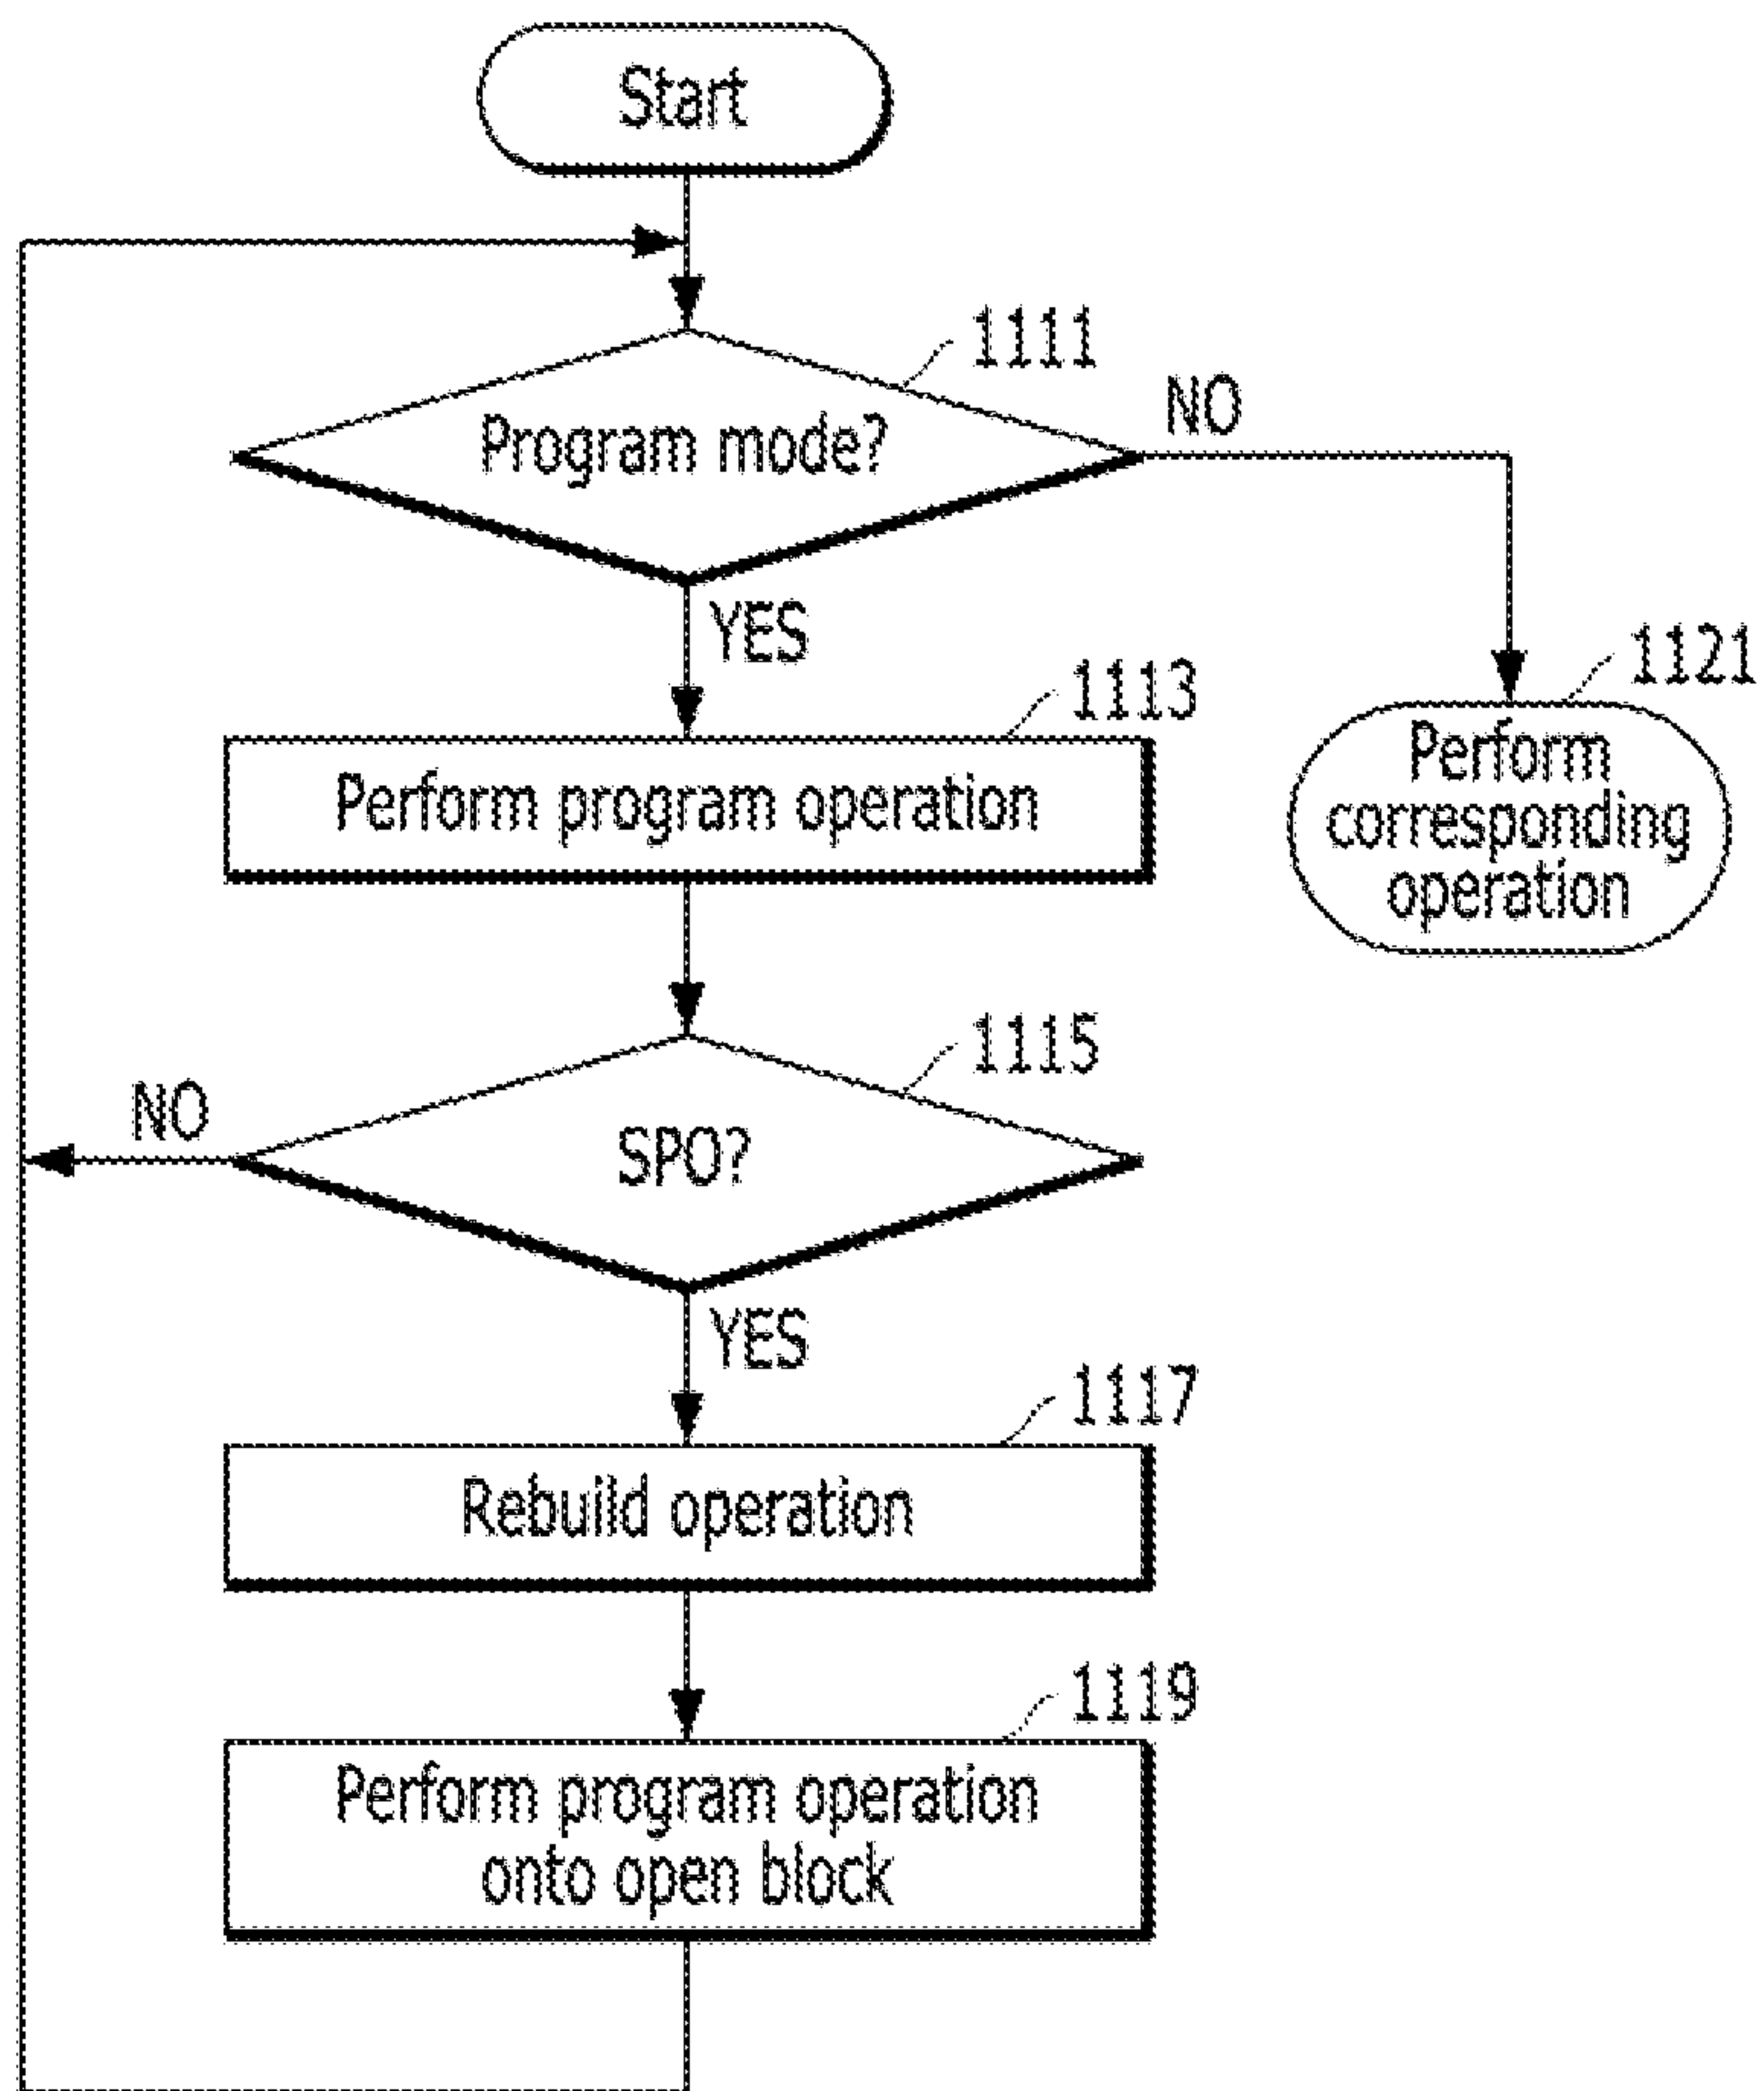 Start
1111
Program mode?
NO
YES
1113
Perform program operation
1121
Perform
corresponding
operation
1115
SPO?
NO
YES
1117
Rebuild operation
1119
Perform program operation
onto open block